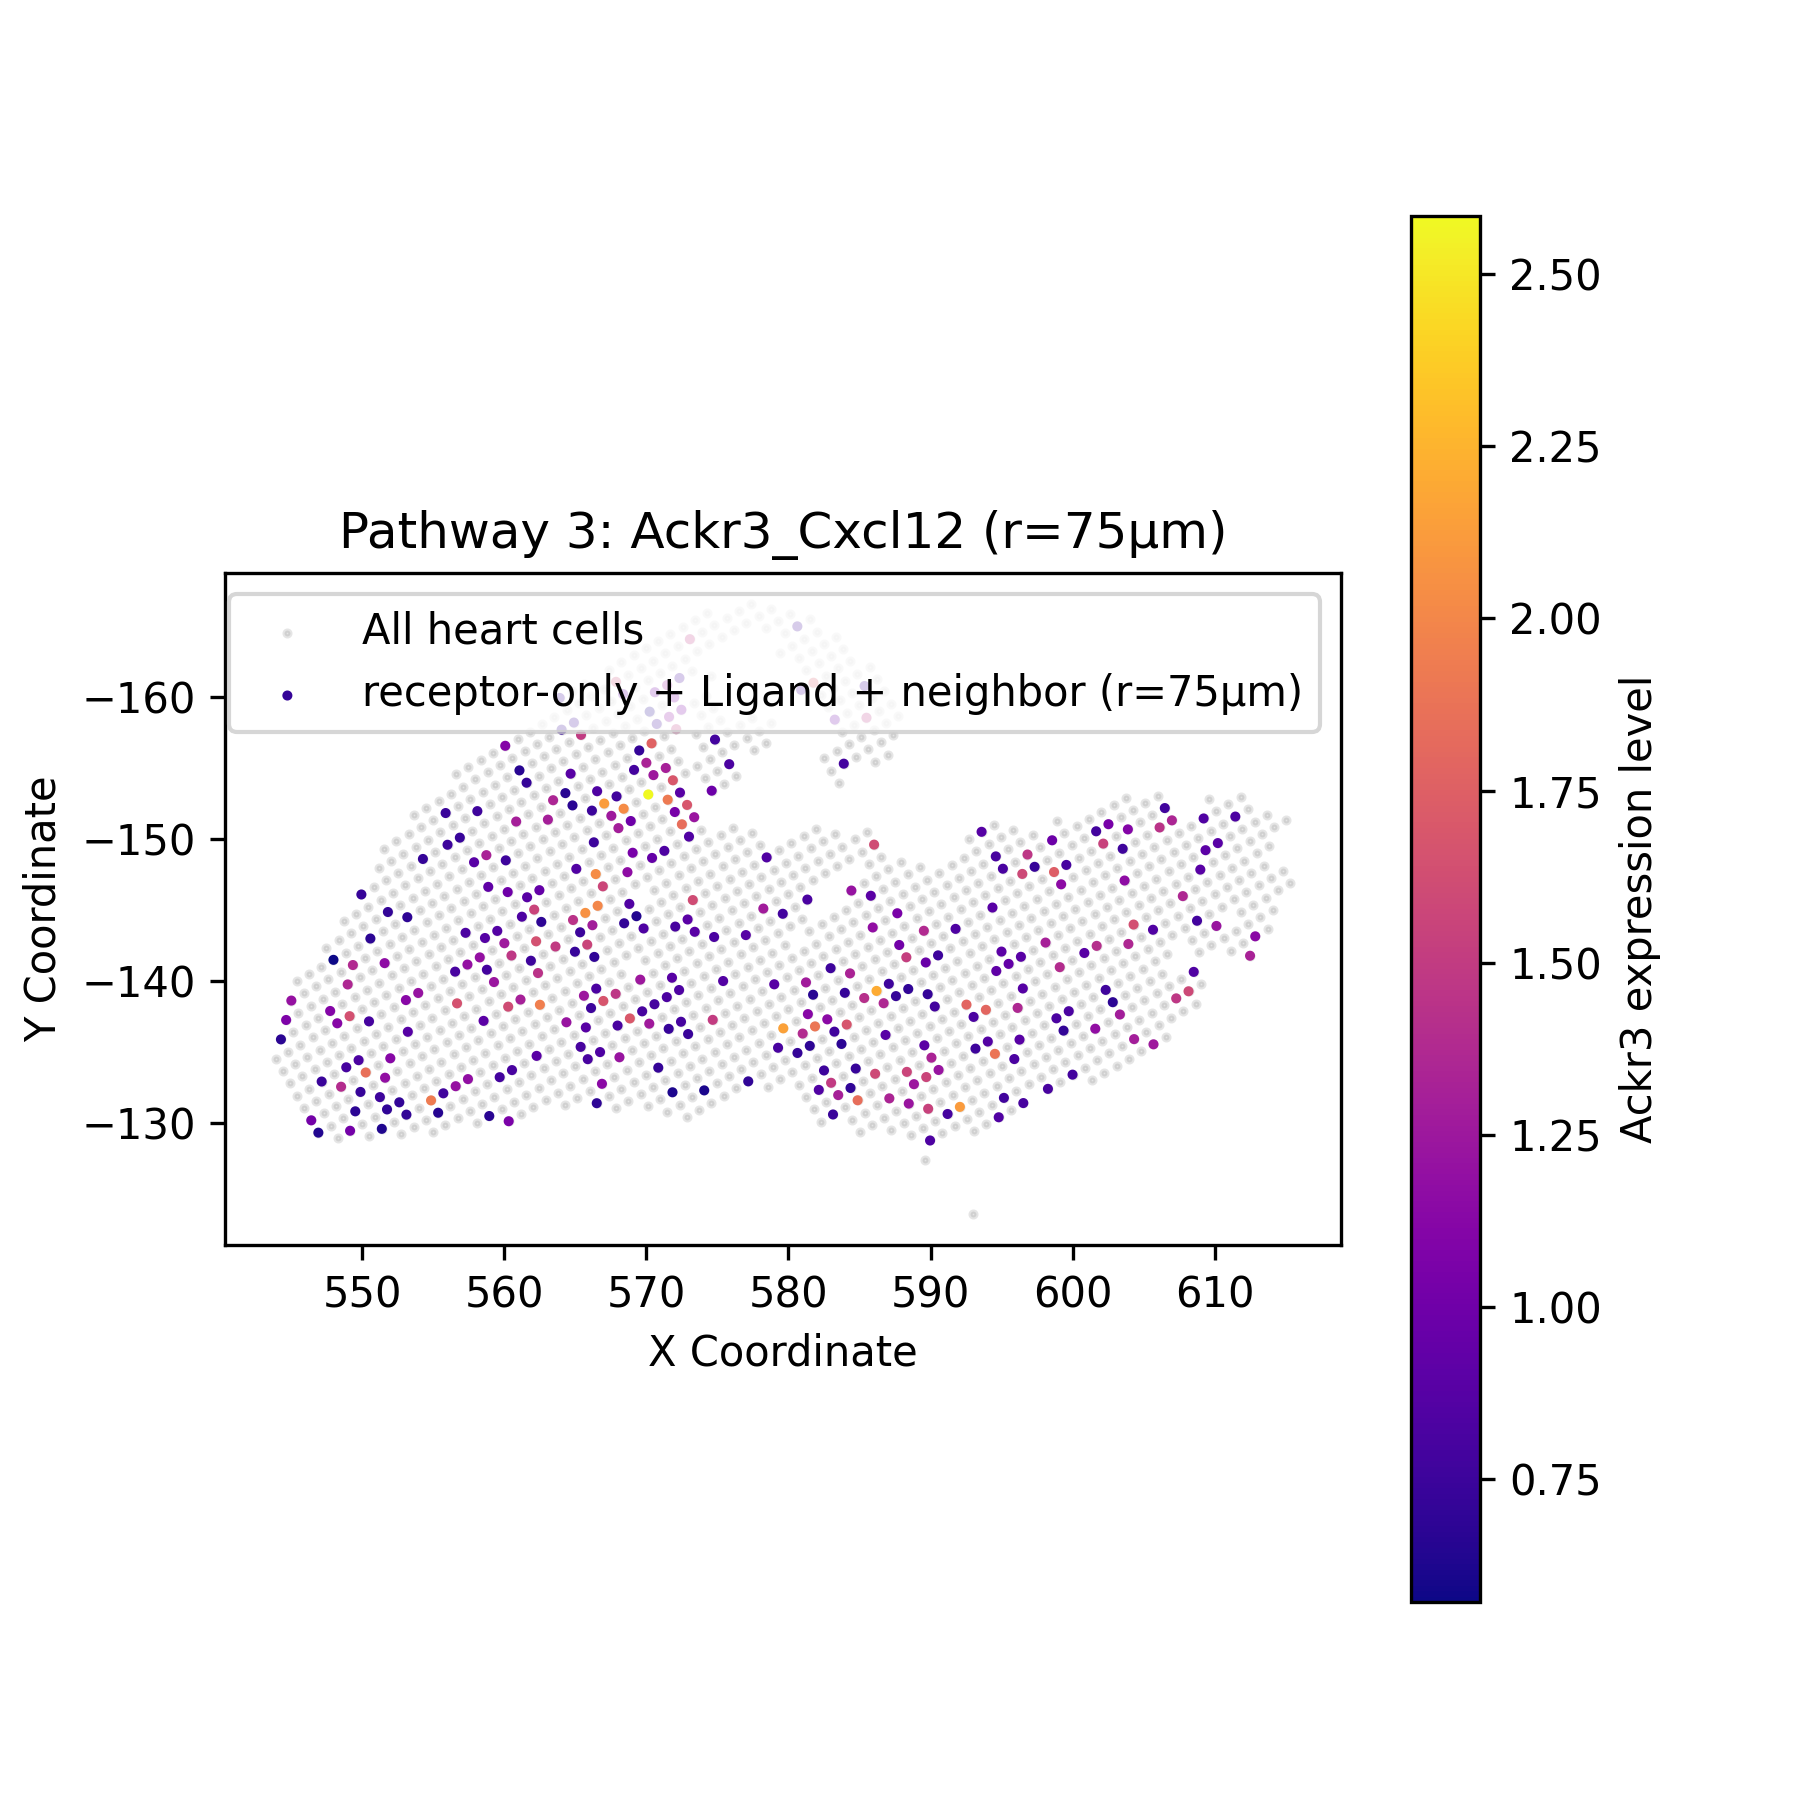 Pathway 3: Ackr3_Cxcl12 (r=75μm)
All heart cells
receptor-only + Ligand + neighbor (r=75μm)
−160
−150
−140
−130
Y Coordinate
550 560 570 580 590 600 610
X Coordinate
2.50
2.25
2.00
1.75
1.50
1.25
1.00
0.75
Ackr3 expression level